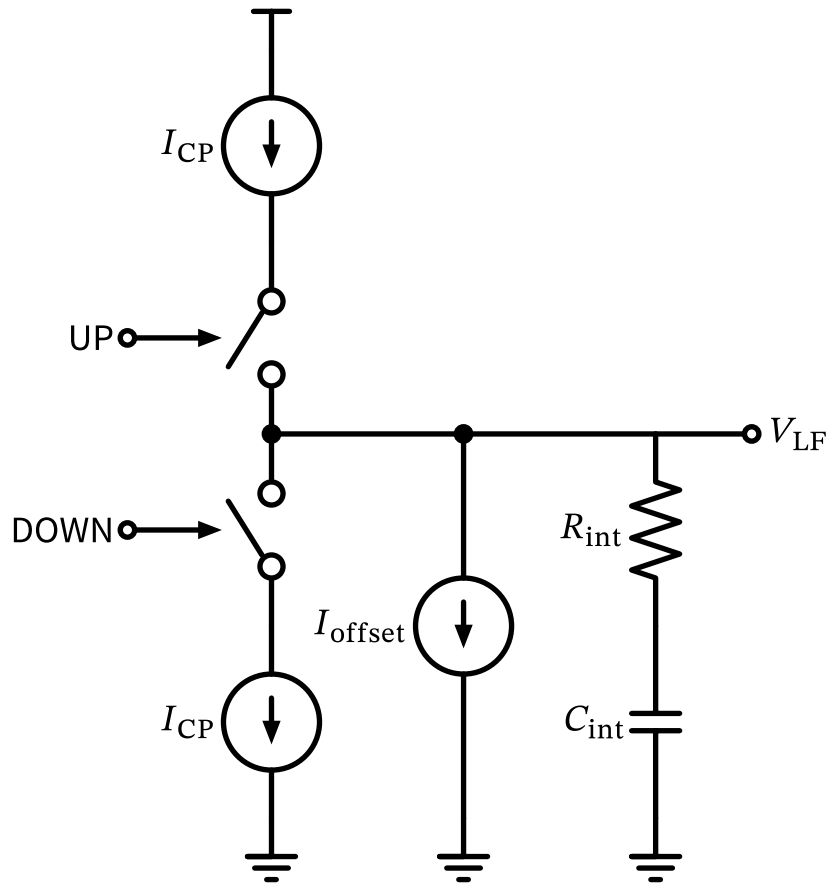 I_CP
UP
V_LF
DOWN
R_int
I_offset
I_CP
C_int